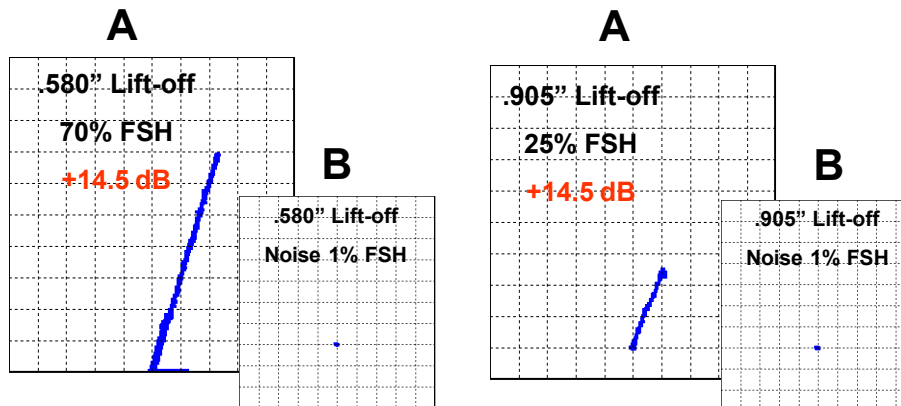 A
.580” Lift-off
70% FSH
+14.5 dB
B
.580” Lift-off
Noise 1% FSH
A
.905” Lift-off
25% FSH
+14.5 dB
B
.905” Lift-off
Noise 1% FSH